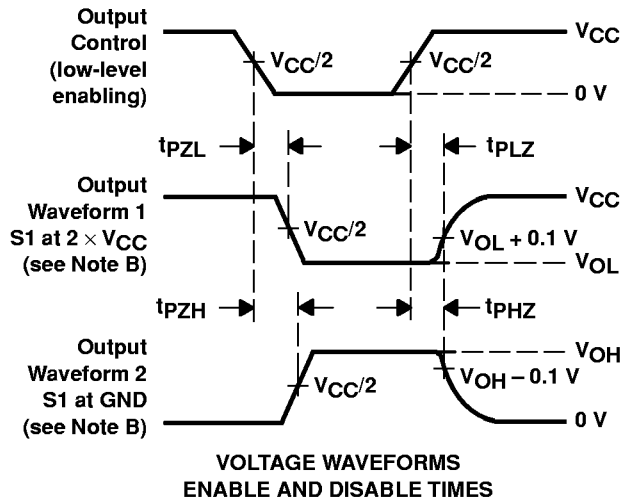 Output
Control
(low-level
enabling)
VCC
VCC/2
VCC/2
0 V
tPZL
tPLZ
Output
Waveform 1
S1 at 2 × VCC
(see Note B)
VCC
VCC/2
VOL + 0.1 V
VOL
tPZH
tPHZ
Output
Waveform 2
S1 at GND
(see Note B)
VOH
VCC/2
VOH – 0.1 V
0 V
VOLTAGE WAVEFORMS
ENABLE AND DISABLE TIMES